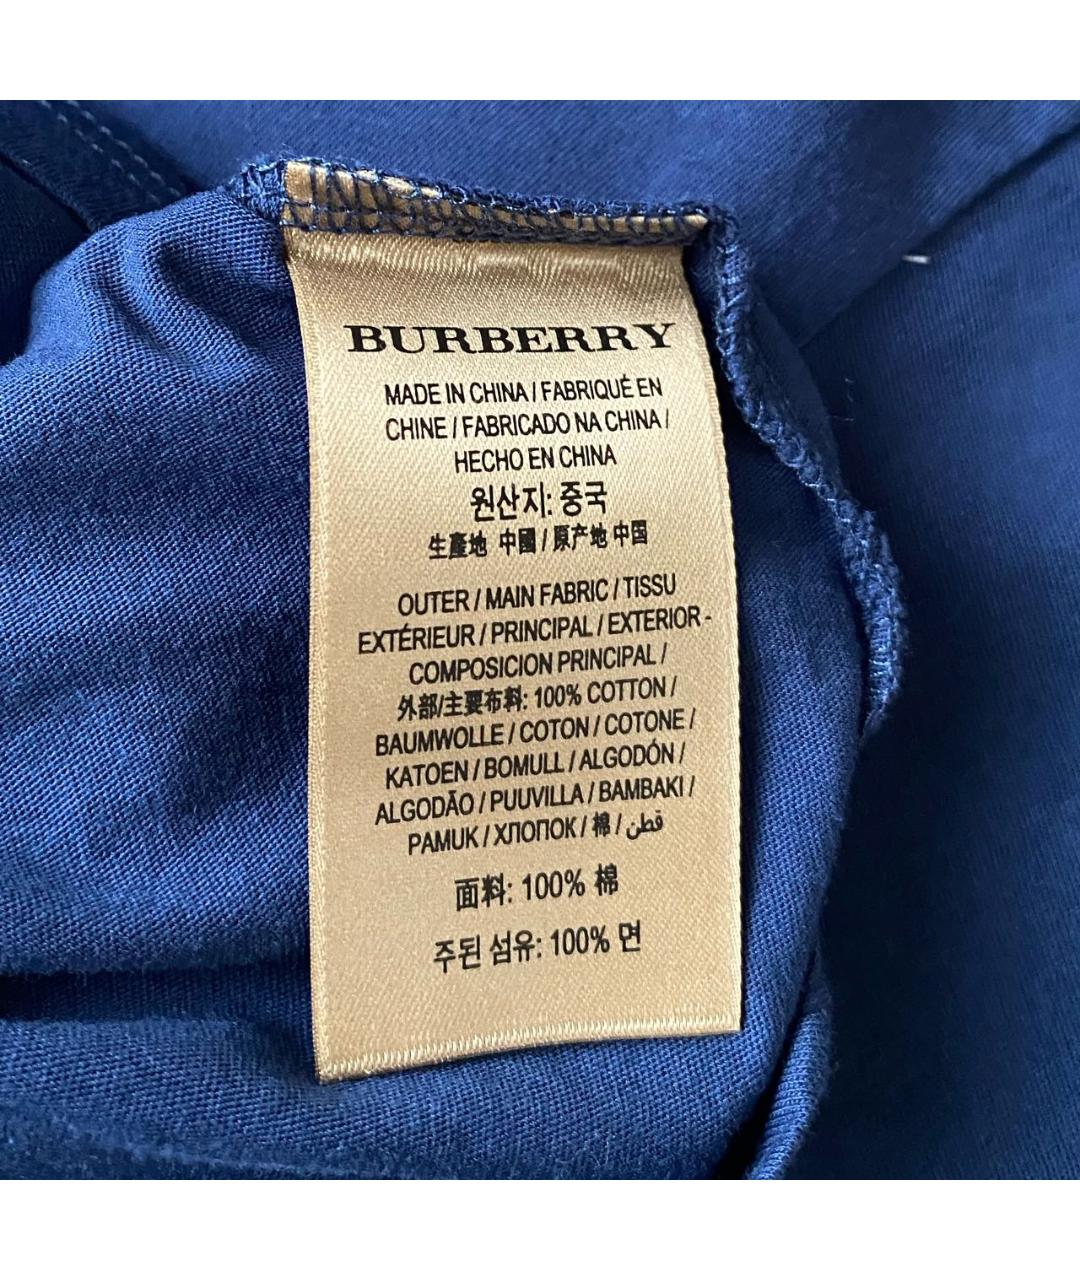 BURBERRY
MADE IN CHINA / FABRIQUÉ EN
CHINE / FABRICADO NA CHINA /
HECHO EN CHINA
원산지: 중국
生產地 中國 / 原产地 中国
OUTER / MAIN FABRIC / TISSU
EXTÉRIEUR / PRINCIPAL / EXTERIOR -
COMPOSICION PRINCIPAL /
外部/主要布料: 100% COTTON /
BAUMWOLLE / COTON / COTONE /
KATOEN / BOMULL / ALGODÓN /
ALGODÃO / PUUVILLA / BAMBAKI /
PAMUK / ХЛОПОК / 棉 / قطن
面料: 100% 棉
주된 섬유: 100% 면